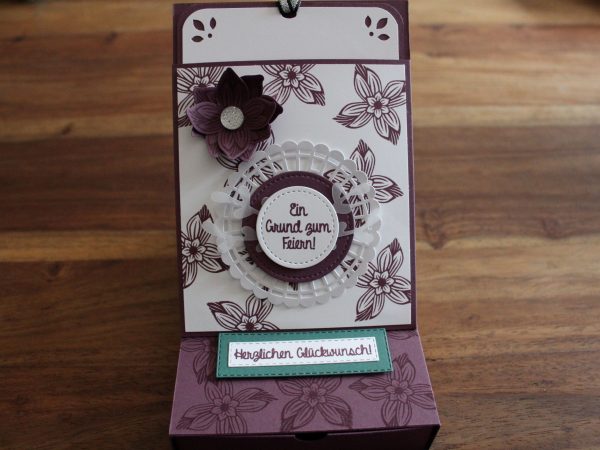 Ein
Grund zum
Feiern!
Herzlichen Glückwunsch!